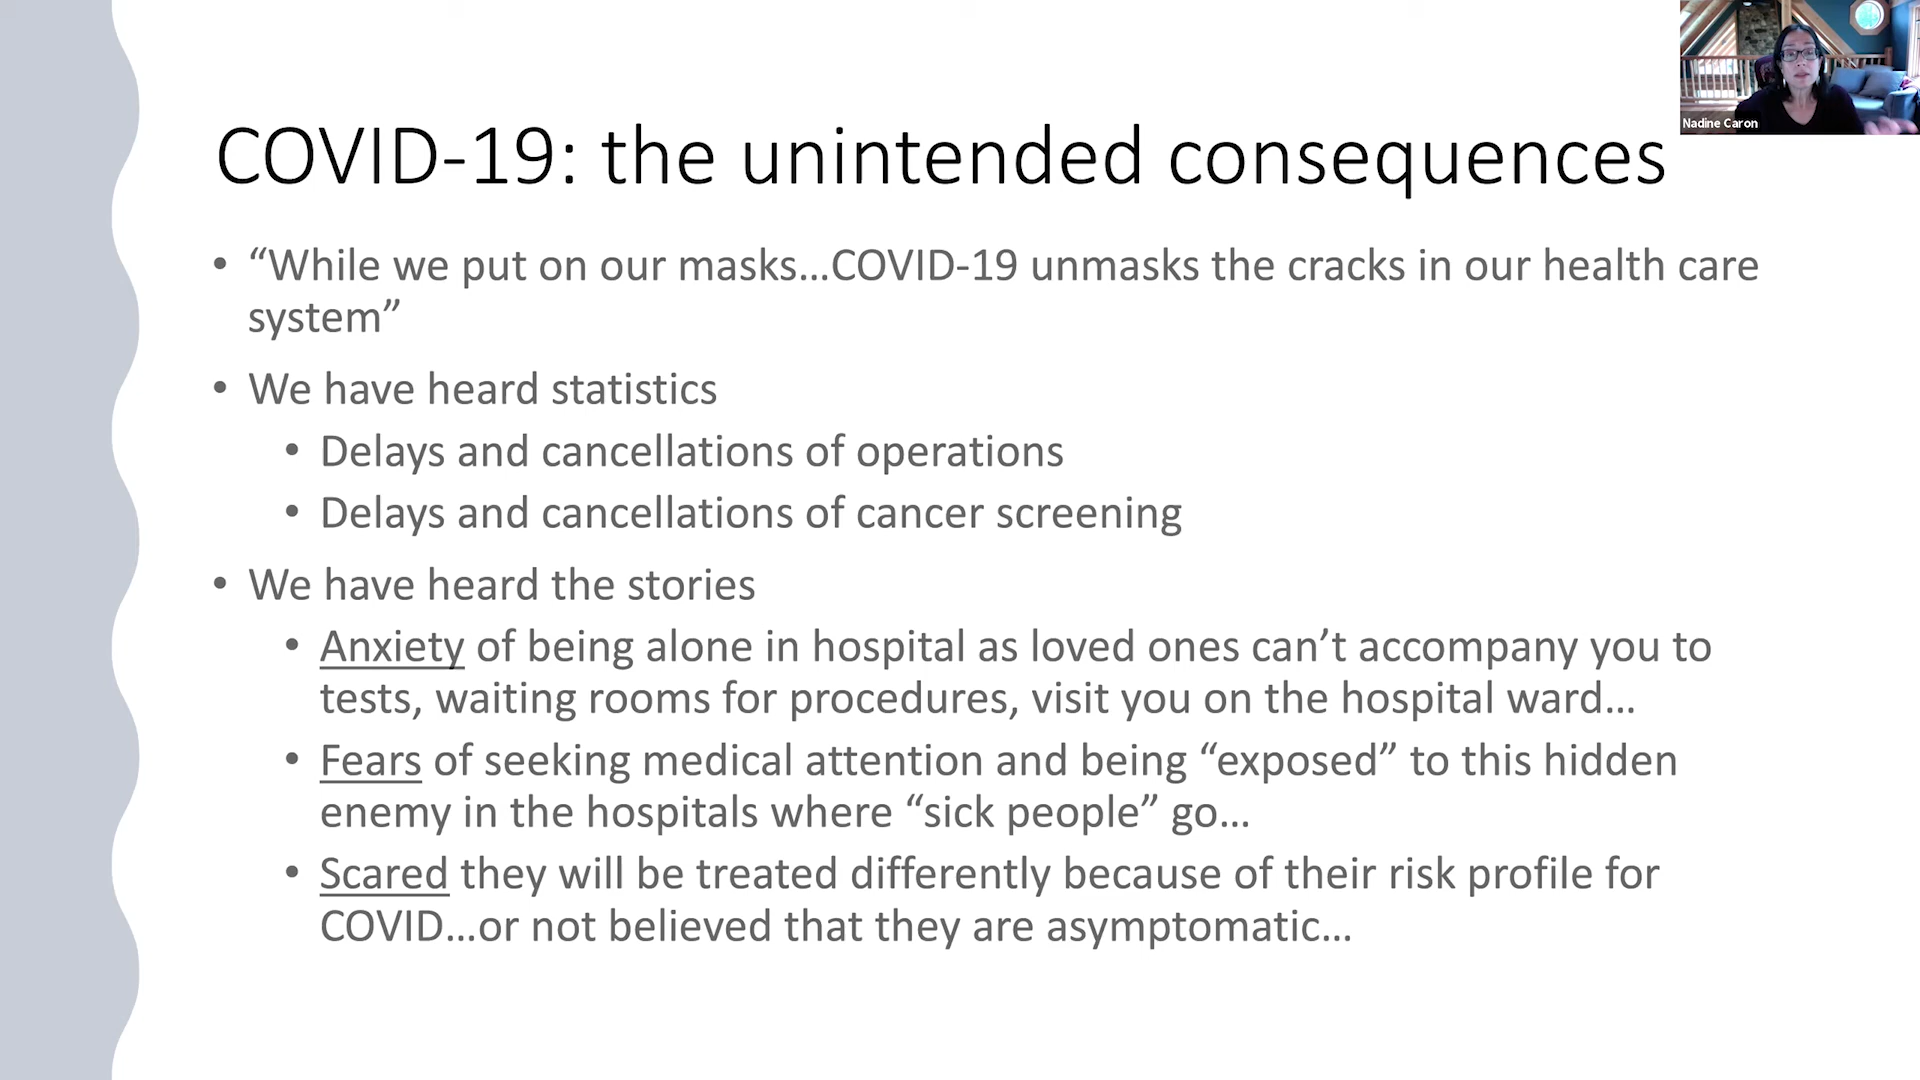 Nadine Caron
COVID-19: the unintended consequences
• “While we put on our masks…COVID-19 unmasks the cracks in our health care
system”
• We have heard statistics
• Delays and cancellations of operations
• Delays and cancellations of cancer screening
• We have heard the stories
• Anxiety of being alone in hospital as loved ones can’t accompany you to
tests, waiting rooms for procedures, visit you on the hospital ward…
• Fears of seeking medical attention and being “exposed” to this hidden
enemy in the hospitals where “sick people” go…
• Scared they will be treated differently because of their risk profile for
COVID…or not believed that they are asymptomatic…